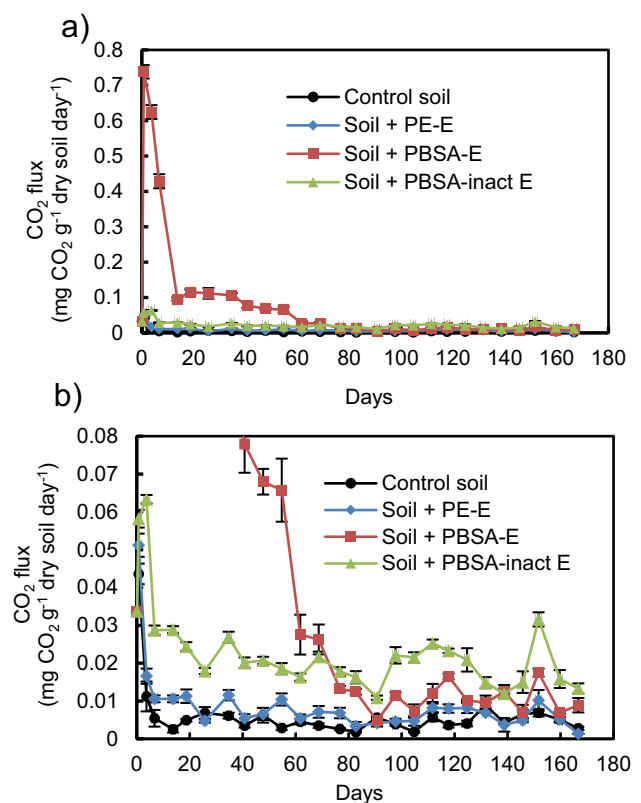 a)
0.8
0.7
0.6
0.5
0.4
0.3
0.2
0.1
0
CO₂ flux
(mg CO₂ g⁻¹ dry soil day⁻¹)
Control soil
Soil + PE-E
Soil + PBSA-E
Soil + PBSA-inact E
0 20 40 60 80 100 120 140 160 180
Days
b)
0.08
0.07
0.06
0.05
0.04
0.03
0.02
0.01
0
CO₂ flux
(mg CO₂ g⁻¹ dry soil day⁻¹)
Control soil
Soil + PE-E
Soil + PBSA-E
Soil + PBSA-inact E
0 20 40 60 80 100 120 140 160 180
Days